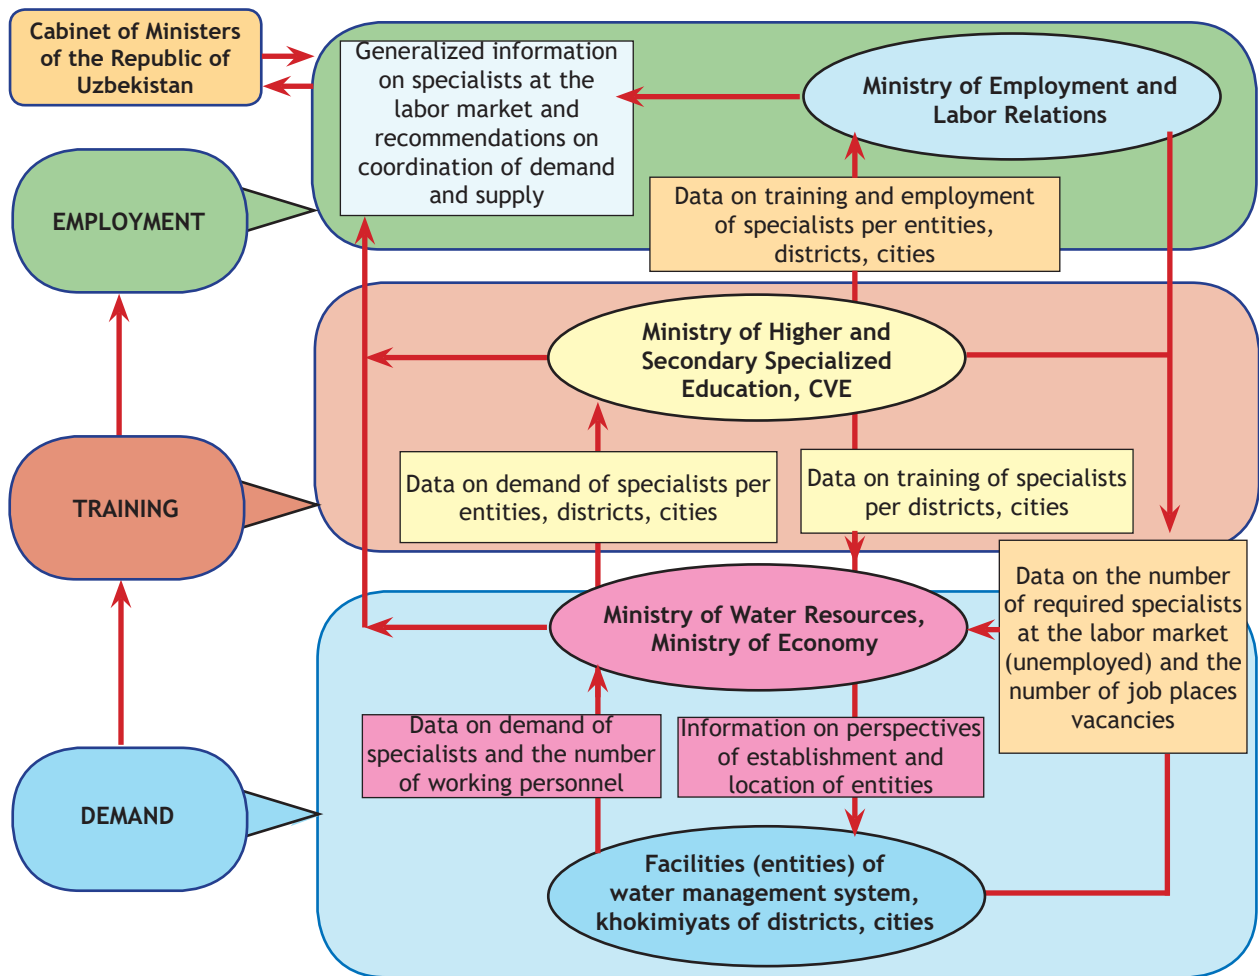 Cabinet of Ministers
of the Republic of
Uzbekistan
Generalized information
on specialists at the
labor market and
recommendations on
coordination of demand
and supply
Ministry of Employment and
Labor Relations
EMPLOYMENT
Data on training and employment
of specialists per entities,
districts, cities
Ministry of Higher and
Secondary Specialized
Education, CVE
TRAINING
Data on demand of specialists per
entities, districts, cities
Data on training of specialists
per districts, cities
Data on the number
of required specialists
at the labor market
(unemployed) and the
number of job places
vacancies
Ministry of Water Resources,
Ministry of Economy
Data on demand of
specialists and the number
of working personnel
Information on perspectives
of establishment and
location of entities
DEMAND
Facilities (entities) of
water management system,
khokimiyats of districts, cities